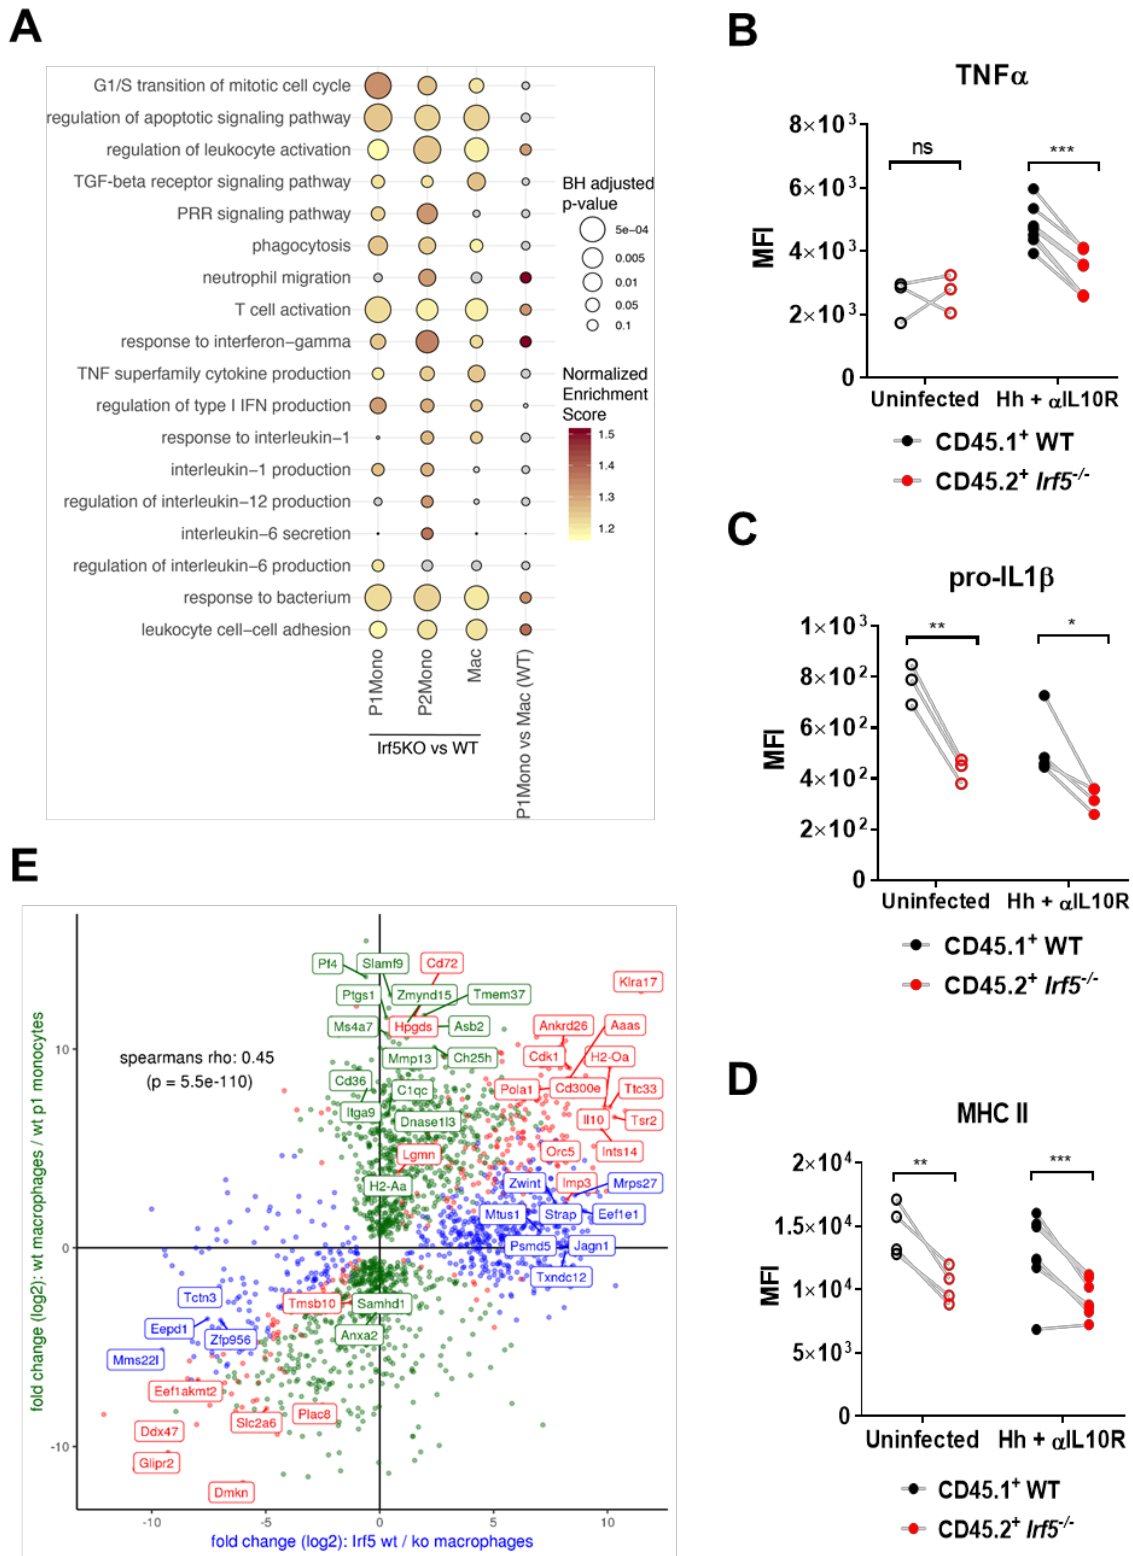 A
G1/S transition of mitotic cell cycle
regulation of apoptotic signaling pathway
regulation of leukocyte activation
TGF-beta receptor signaling pathway
PRR signaling pathway
phagocytosis
neutrophil migration
T cell activation
response to interferon-gamma
TNF superfamily cytokine production
regulation of type I IFN production
response to interleukin-1
interleukin-1 production
regulation of interleukin-12 production
interleukin-6 secretion
regulation of interleukin-6 production
response to bacterium
leukocyte cell-cell adhesion
P1Mono
P2Mono
Mac
P1Mono vs Mac (WT)
Irf5KO vs WT
BH adjusted
p-value
5e-04
0.005
0.01
0.05
0.1
Normalized
Enrichment
Score
1.5
1.4
1.3
1.2
B
TNFα
8×10³
6×10³
4×10³
2×10³
0
MFI
ns
***
Uninfected
Hh + αIL10R
CD45.1⁺ WT
CD45.2⁺ Irf5⁻/⁻
C
pro-IL1β
1×10³
8×10²
6×10²
4×10²
2×10²
0
MFI
**
*
Uninfected
Hh + αIL10R
CD45.1⁺ WT
CD45.2⁺ Irf5⁻/⁻
D
MHC II
2×10⁴
1.5×10⁴
1×10⁴
5×10³
0
MFI
**
***
Uninfected
Hh + αIL10R
CD45.1⁺ WT
CD45.2⁺ Irf5⁻/⁻
E
fold change (log2): wt macrophages / wt p1 monocytes
10
0
-10
spearmans rho: 0.45
(p = 5.5e-110)
Pf4
Slamf9
Cd72
Klra17
Ptgs1
Zmynd15
Tmem37
Ms4a7
Hpgds
Asb2
Ankrd26
Aaas
Mmp13
Ch25h
Cdk1
H2-Oa
Cd36
C1qc
Pola1
Cd300e
Ttc33
Itga9
Dnase1l3
Il10
Tsr2
Lgmn
Orc5
Ints14
H2-Aa
Zwint
Imp3
Mrps27
Mtus1
Strap
Eef1e1
Psmd5
Jagn1
Txndc12
Tctn3
Tmsb10
Samhd1
Eepd1
Zfp956
Anxa2
Mms22l
Eef1akmt2
Slc2a6
Plac8
Ddx47
Glipr2
Dmkn
-10
-5
0
5
10
fold change (log2): Irf5 wt / ko macrophages